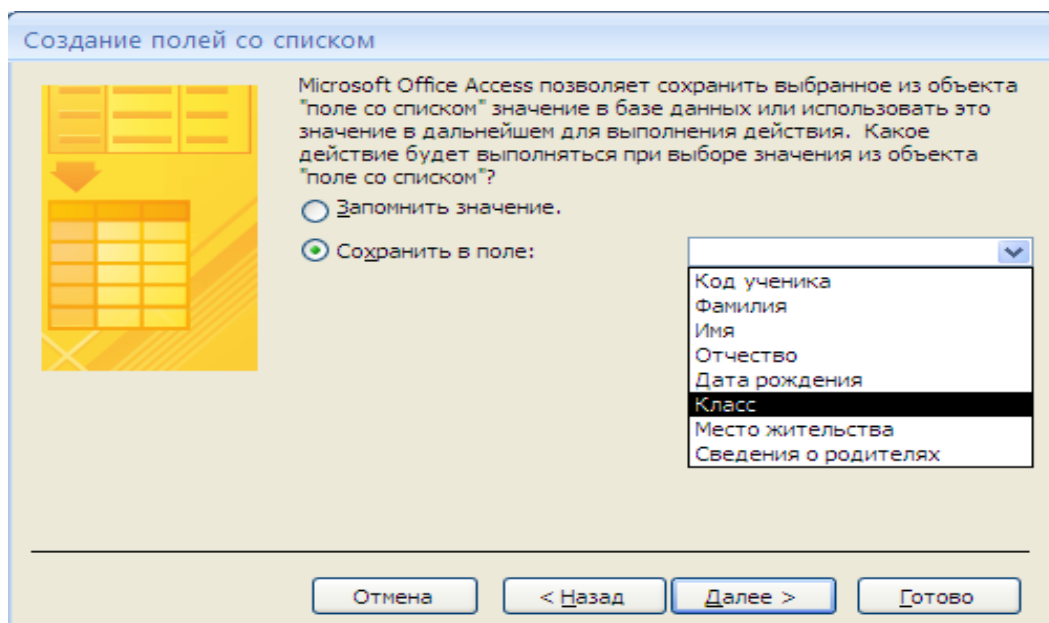 Создание полей со списком
Microsoft Office Access позволяет сохранить выбранное из объекта
"поле со списком" значение в базе данных или использовать это
значение в дальнейшем для выполнения действия. Какое
действие будет выполняться при выборе значения из объекта
"поле со списком"?
Запомнить значение.
Сохранить в поле:
Код ученика
Фамилия
Имя
Отчество
Дата рождения
Класс
Место жительства
Сведения о родителях
Отмена
< Назад
Далее >
Готово